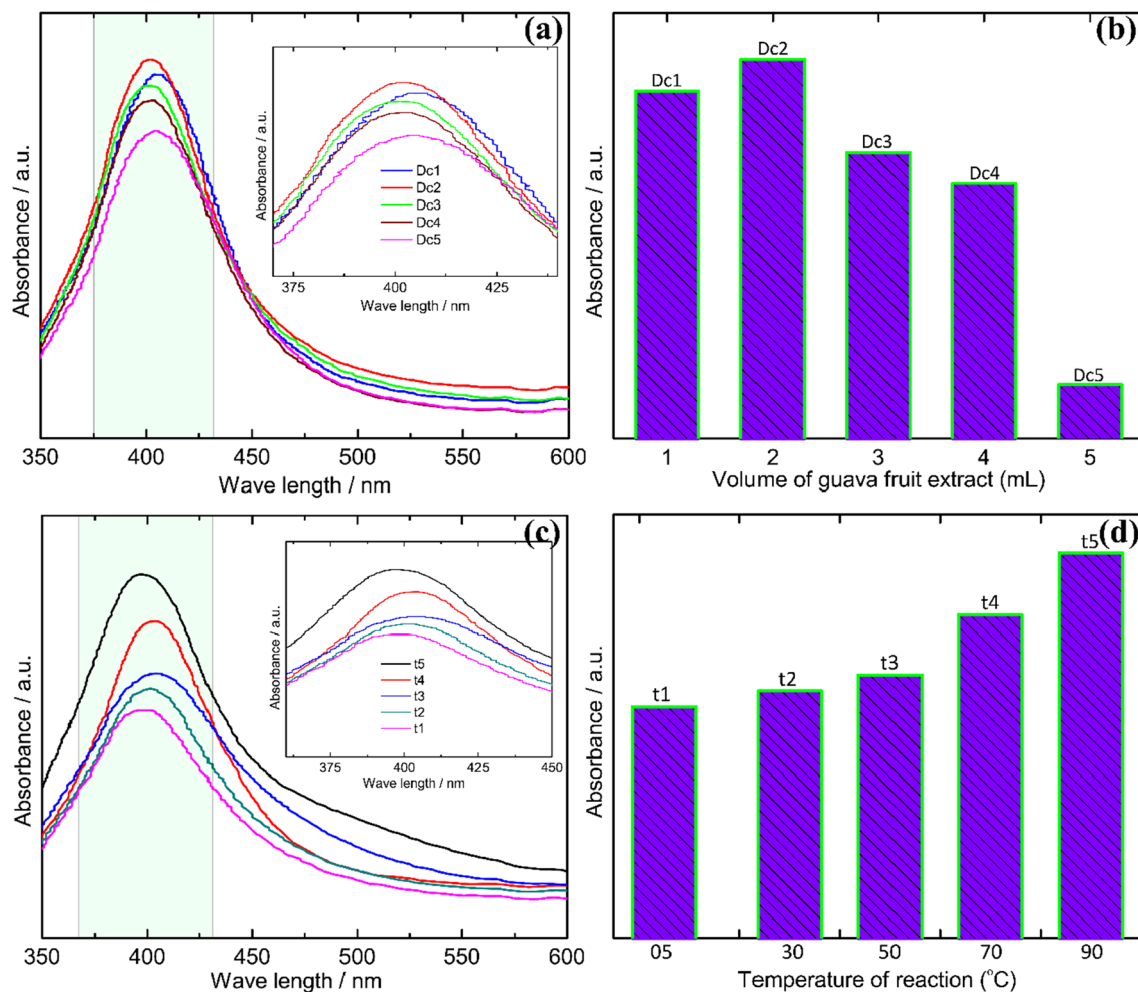 (a)
Absorbance / a.u.
350
400
450
500
550
600
Wave length / nm
Absorbance / a.u.
Dc1
Dc2
Dc3
Dc4
Dc5
375
400
425
Wave length / nm
(b)
Absorbance / a.u.
Dc1
Dc2
Dc3
Dc4
Dc5
1
2
3
4
5
Volume of guava fruit extract (mL)
(c)
Absorbance / a.u.
350
400
450
500
550
600
Wave length / nm
Absorbance / a.u.
t5
t4
t3
t2
t1
365
400
425
450
Wave length / nm
(d)
Absorbance / a.u.
t1
t2
t3
t4
t5
05
30
50
70
90
Temperature of reaction (°C)